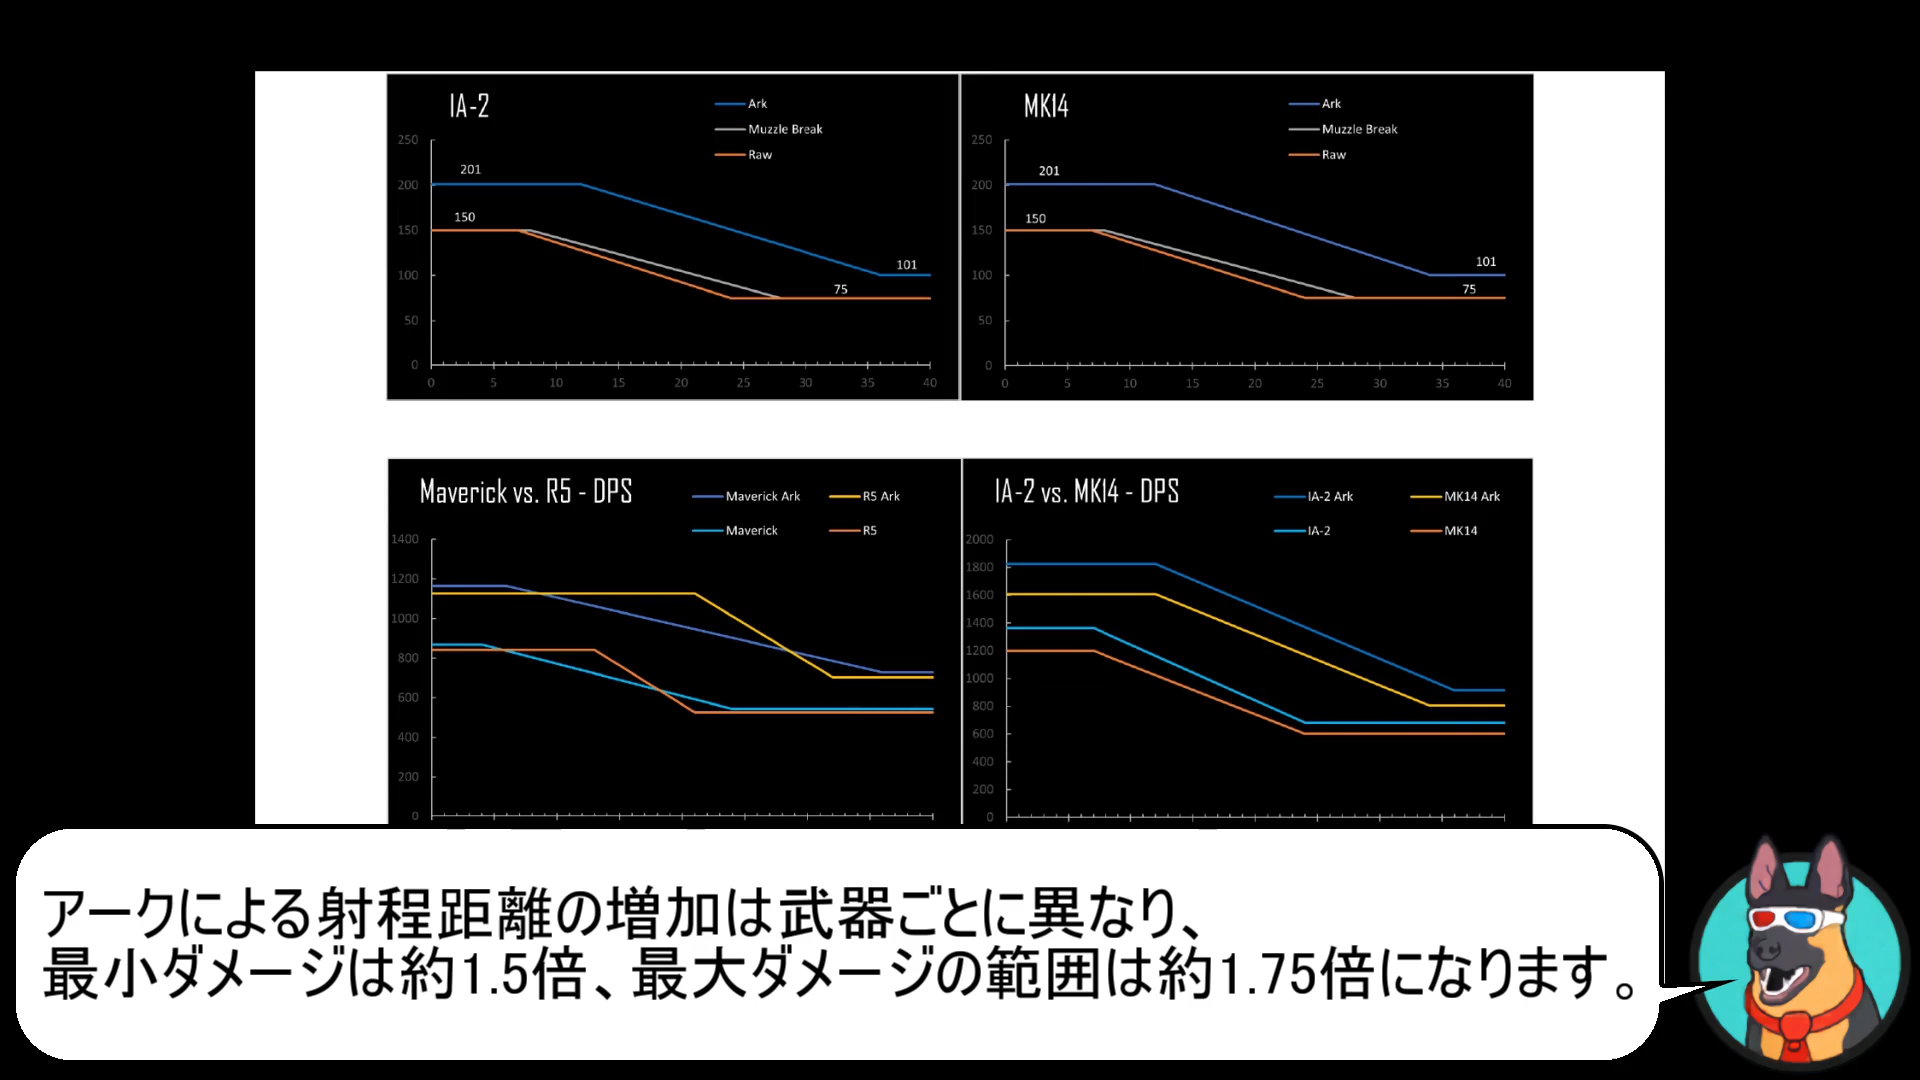 IA-2
Ark
Muzzle Break
Raw
250
200
150
100
50
0
201
150
101
75
0 5 10 15 20 25 30 35 40
MK14
Ark
Muzzle Break
Raw
250
200
150
100
50
0
201
150
101
75
0 5 10 15 20 25 30 35 40
Maverick vs. R5 - DPS
Maverick Ark R5 Ark
Maverick R5
1400
1200
1000
800
600
400
200
0
IA-2 vs. MK14 - DPS
IA-2 Ark MK14 Ark
IA-2 MK14
2000
1800
1600
1400
1200
1000
800
600
400
200
0
アークによる射程距離の増加は武器ごとに異なり、
最小ダメージは約1.5倍、最大ダメージの範囲は約1.75倍になります。